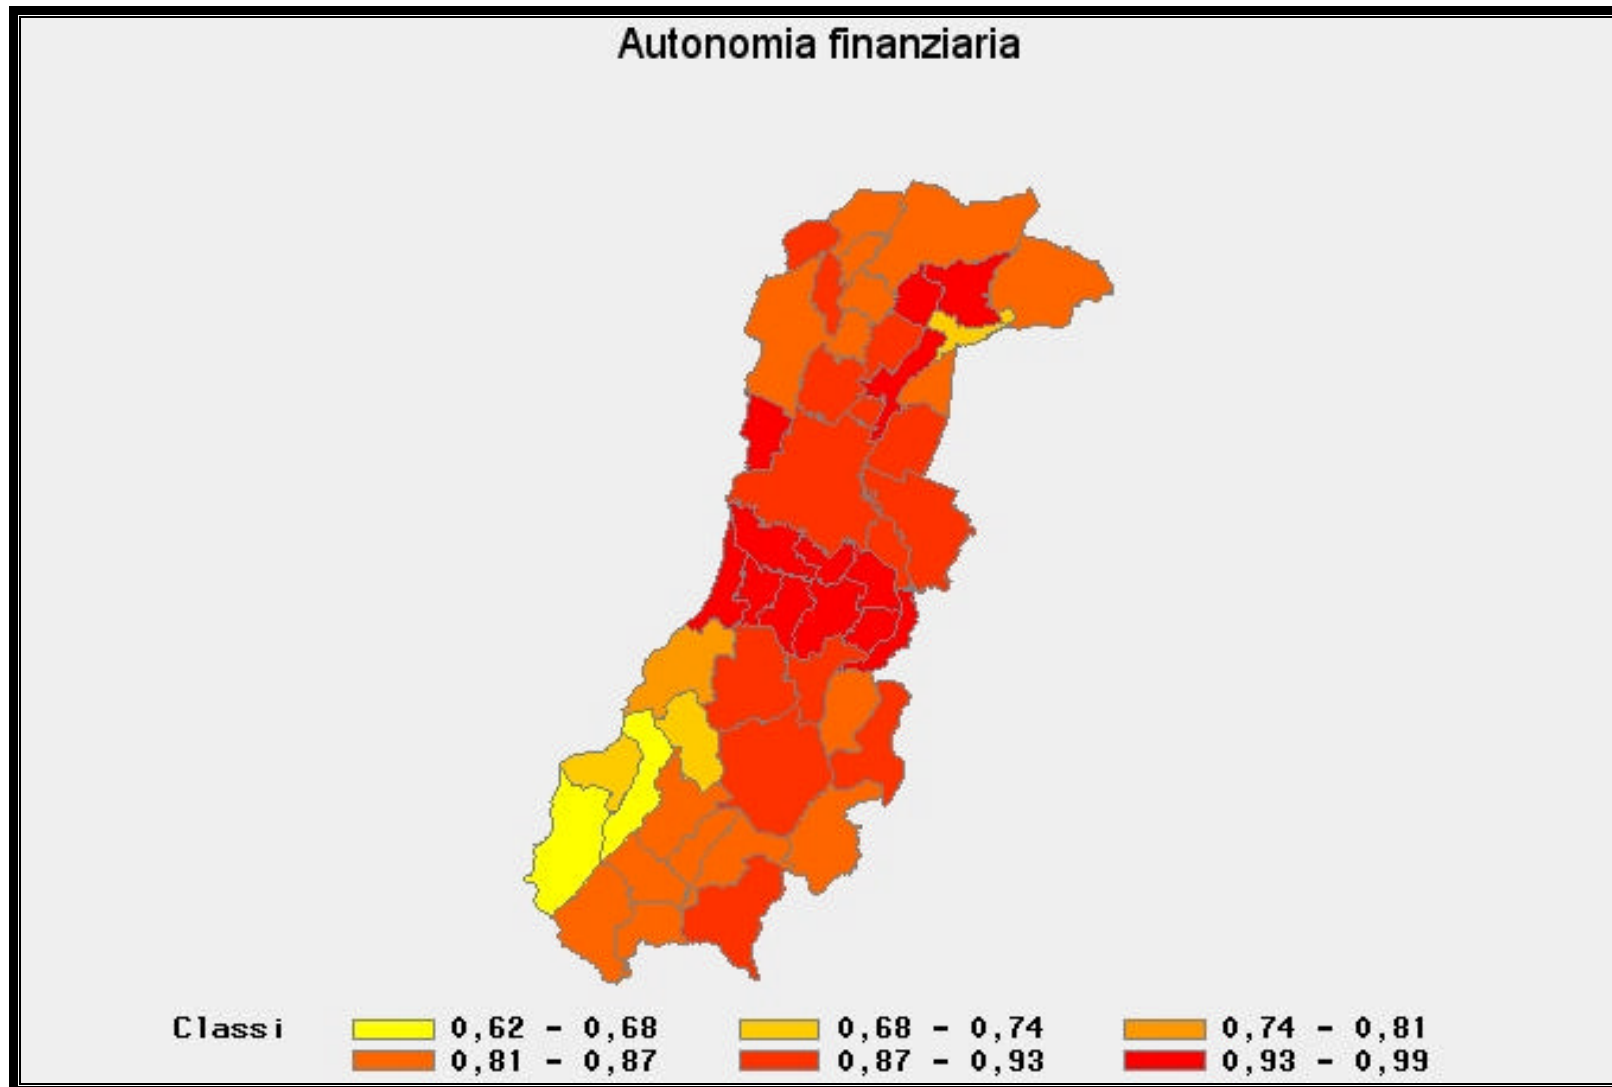 Autonomia finanziaria
Classi 0,62 - 0,68 0,68 - 0,74 0,74 - 0,81
0,81 - 0,87 0,87 - 0,93 0,93 - 0,99